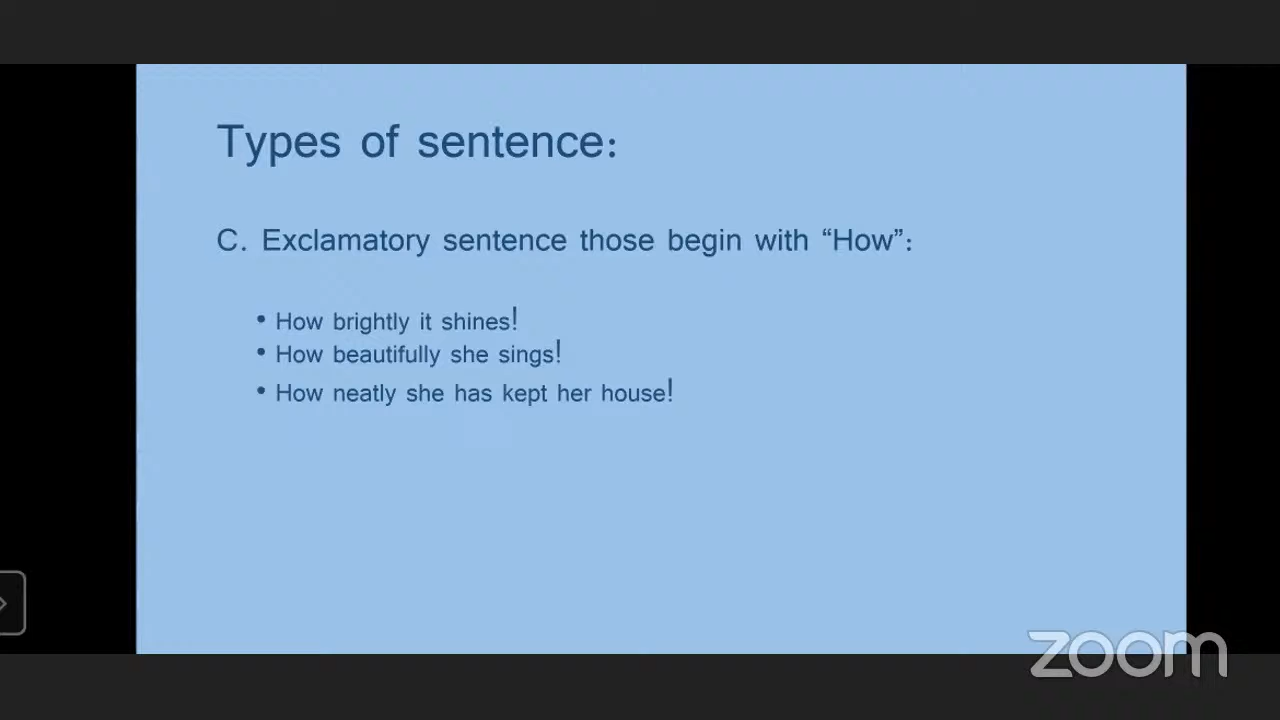 Types of sentence:
C. Exclamatory sentence those begin with “How”:
• How brightly it shines!
• How beautifully she sings!
• How neatly she has kept her house!
zoom